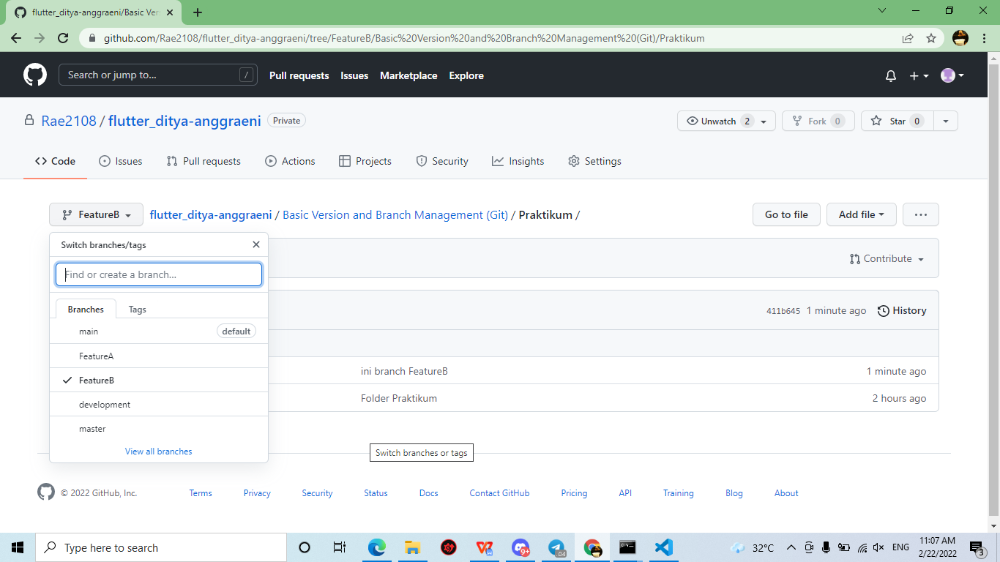 flutter_ditya-anggraeni/Basic Ver
github.com/Rae2108/flutter_ditya-anggraeni/tree/FeatureB/Basic%20Version%20and%20Branch%20Management%20(Git)/Praktikum
Search or jump to... / Pull requests Issues Marketplace Explore
Rae2108 / flutter_ditya-anggraeni Private Unwatch 2 Fork 0 Star 0
Code Issues Pull requests Actions Projects Security Insights Settings
FeatureB flutter_ditya-anggraeni / Basic Version and Branch Management (Git) / Praktikum / Go to file Add file ...
Switch branches/tags
Contribute
Find or create a branch...
Branches Tags
411b645 1 minute ago History
main default
FeatureA
ini branch FeatureB 1 minute ago
FeatureB
Folder Praktikum 2 hours ago
development
master
View all branches
Switch branches or tags
© 2022 GitHub, Inc. Terms Privacy Security Status Docs Contact GitHub Pricing API Training Blog About
Type here to search 9+ .04 32°C ENG 11:07 AM
2/22/2022 3